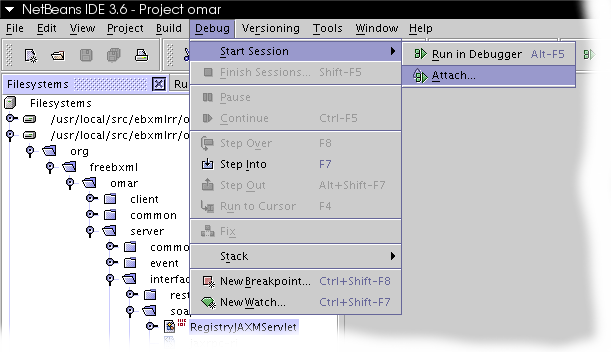 NetBeans IDE 3.6 - Project omar
File Edit View Project Build Debug Versioning Tools Window Help
Start Session
Run in Debugger Alt-F5
Attach...
Finish Sessions... Shift-F5
Pause
Continue Ctrl-F5
Step Over F8
Step Into F7
Step Out Alt+Shift-F7
Run to Cursor F4
Fix
Stack
New Breakpoint... Ctrl+Shift-F8
New Watch... Ctrl+Shift-F7
Filesystems Ru
Filesystems
/usr/local/src/ebxmlrr/o
/usr/local/src/ebxmlrr/o
org
freebxml
omar
client
common
server
commo
event
interfac
rest
soa
RegistryJAXMServlet